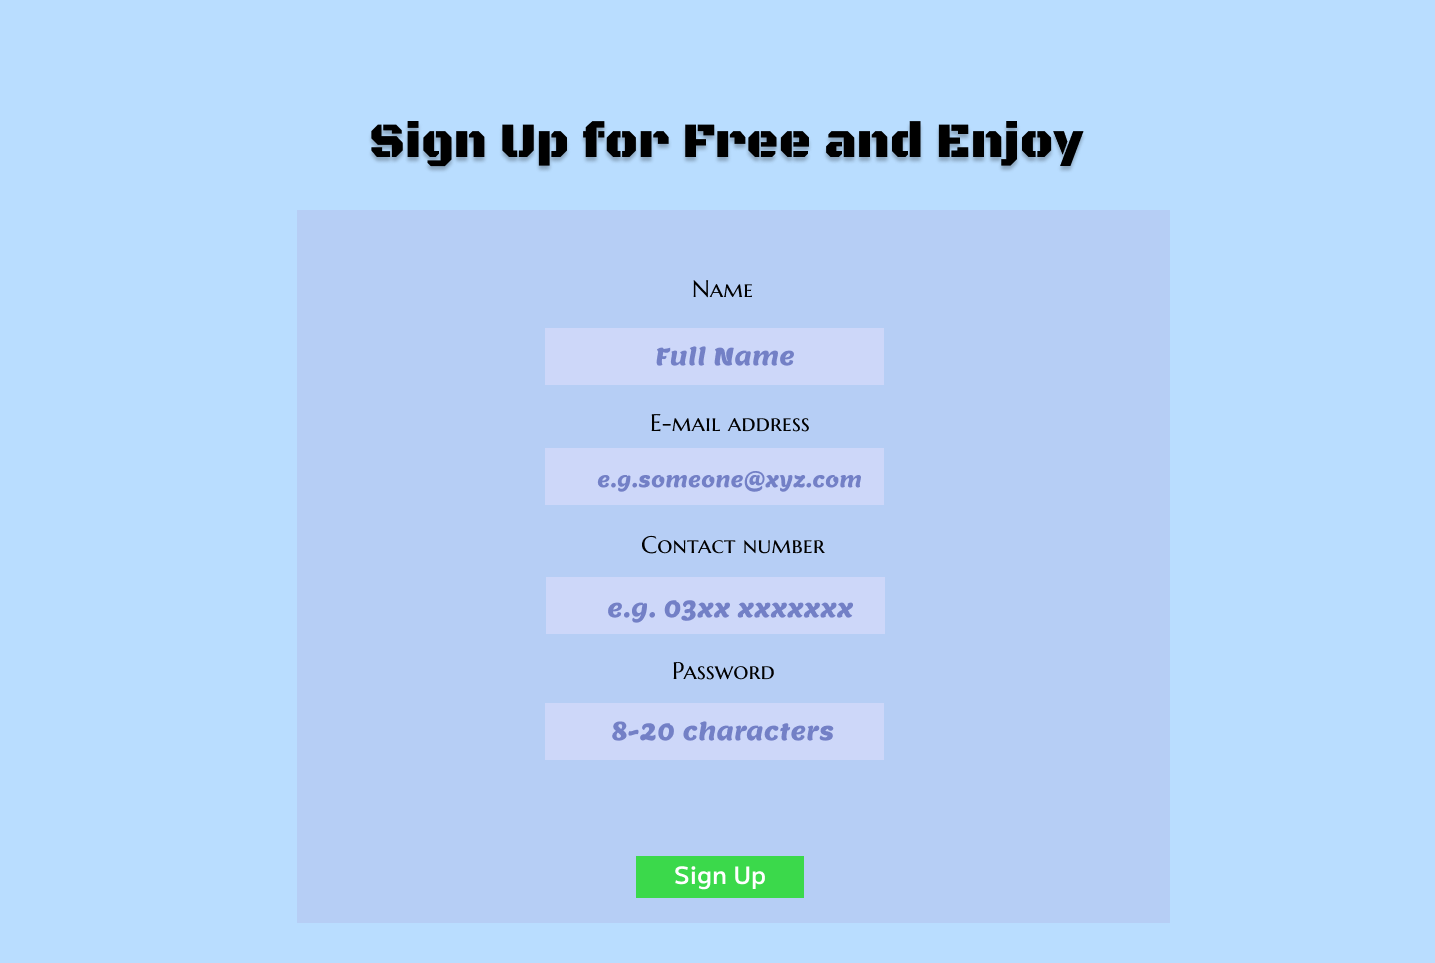 Sign Up for Free and Enjoy
Name
Full Name
E-mail address
e.g.someone@xyz.com
Contact number
e.g. 03xx xxxxxxx
Password
8-20 characters
Sign Up